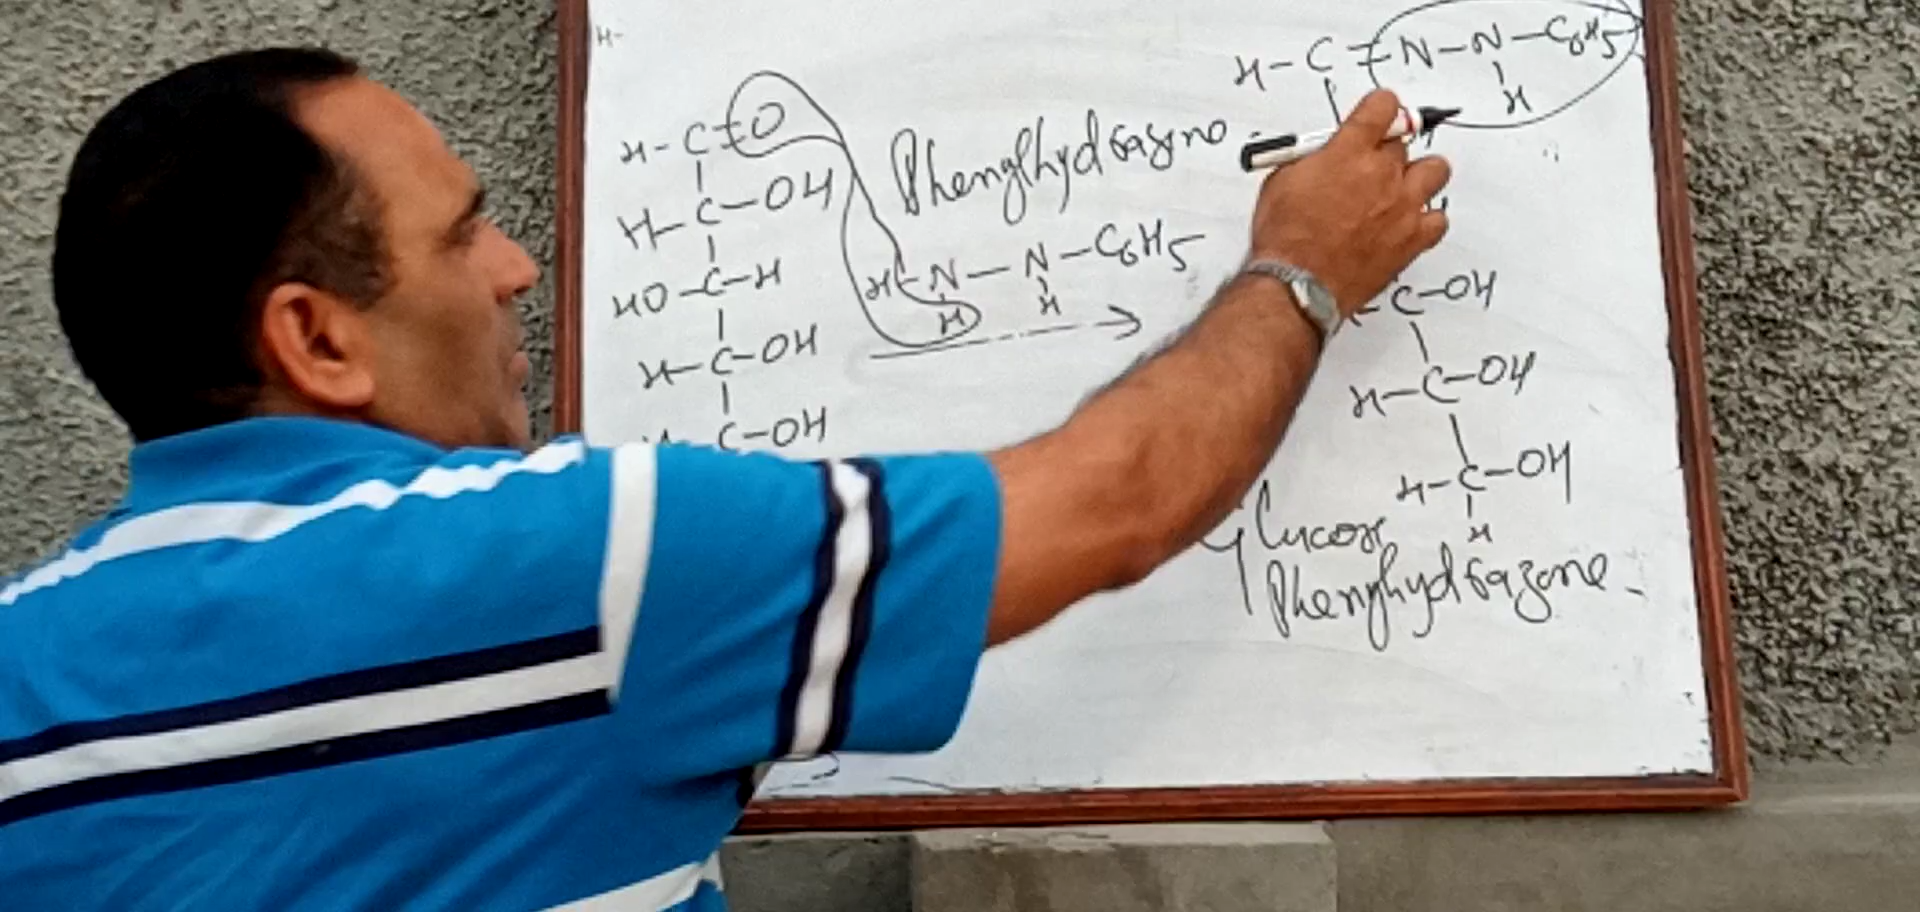 H-
H-C=O
H-C-OH
HO-C-H
H-C-OH
C-OH
Phenylhydrazine
H-N-N-C6H5
H H
H-C=N-N-C6H5
H
C-OH
H-C-OH
H-C-OH
H
Glucose
Phenylhydrazone